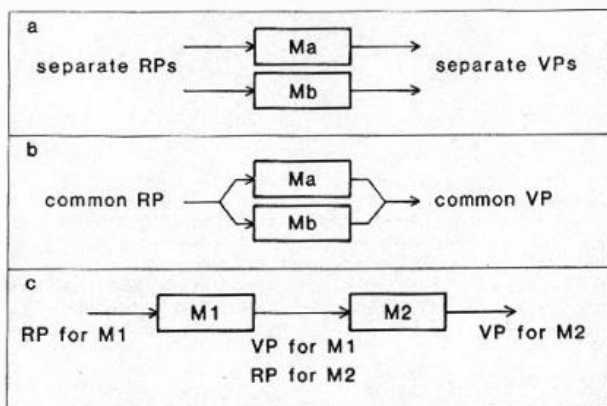 a
Ma
separate RPs
separate VPs
Mb
b
Ma
common RP
common VP
Mb
c
M1
M2
RP for M1
VP for M1
VP for M2
RP for M2